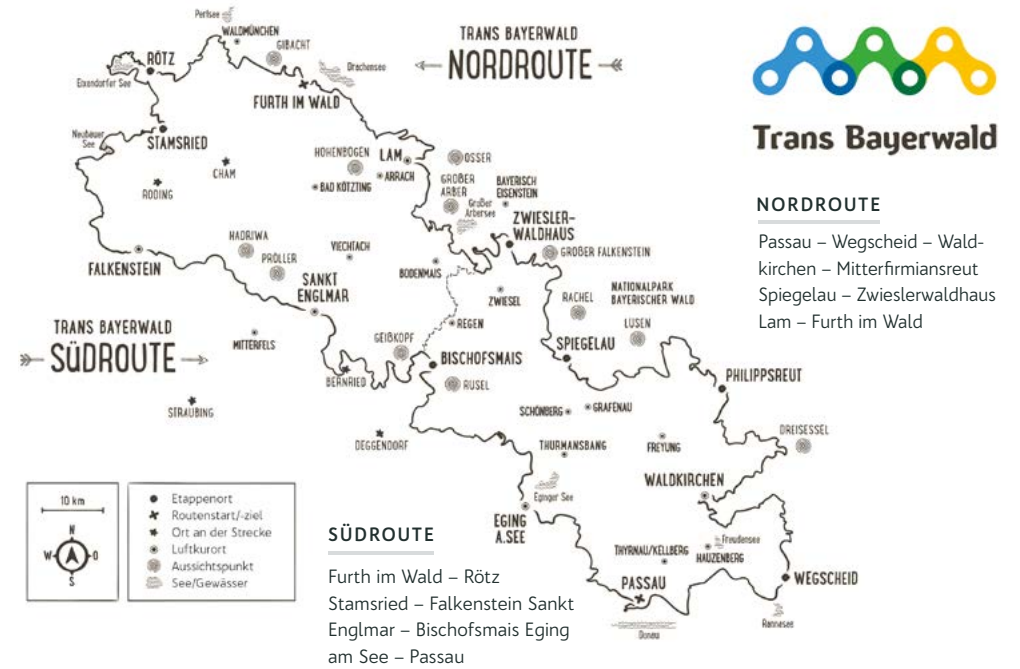 Perlsee
WALDMÜNCHEN
GIBACHT
RÖTZ
Eixendorfer See
Drachensee
FURTH IM WALD
TRANS BAYERWALD
NORDROUTE
Trans Bayerwald
NORDROUTE
Passau – Wegscheid – Wald-
kirchen – Mitterfirmiansreut
Spiegelau – Zwieslerwaldhaus
Lam – Furth im Wald
Neubäuer
See
STAMSRIED
CHAM
RODING
HOHENBOGEN
LAM
OSSER
ARRACH
BAD KÖTZTING
GROßER
ARBER
BAYERISCH
EISENSTEIN
Großer
Arbersee
ZWIESLER-
WALDHAUS
GROßER FALKENSTEIN
FALKENSTEIN
HADRIWA
PRÖLLER
VIECHTACH
BODENMAIS
SANKT
ENGLMAR
ZWIESEL
RACHEL
NATIONALPARK
BAYERISCHER WALD
LUSEN
REGEN
TRANS BAYERWALD
SÜDROUTE
MITTERFELS
GEIßKOPF
BERNRIED
BISCHOFSMAIS
RUSEL
SPIEGELAU
PHILIPPSREUT
STRAUBING
DEGGENDORF
SCHÖNBERG
GRAFENAU
THURMANSBANG
FREYUNG
DREISESSEL
WALDKIRCHEN
Eginger See
EGING
A.SEE
Freudensee
HAUZENBERG
THYRNAU/KELLBERG
PASSAU
WEGSCHEID
Donau
Rannasee
10 km
N
W
O
S
Etappenort
Routenstart/-ziel
Ort an der Strecke
Luftkurort
Aussichtspunkt
See/Gewässer
SÜDROUTE
Furth im Wald – Rötz
Stamsried – Falkenstein Sankt
Englmar – Bischofsmais Eging
am See – Passau